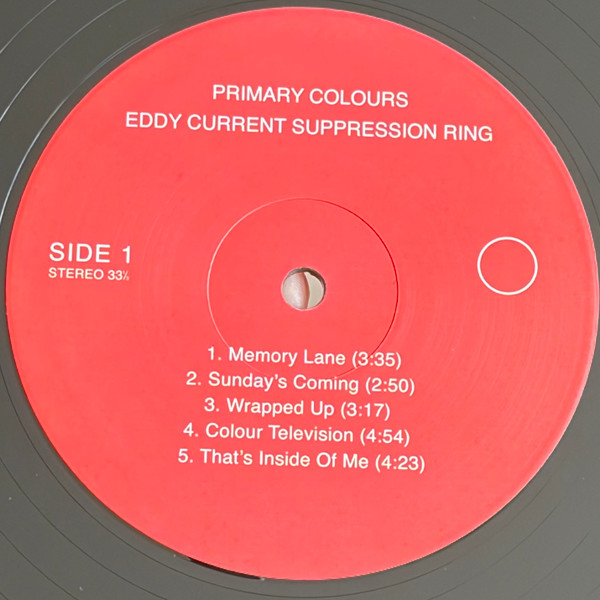 PRIMARY COLOURS
EDDY CURRENT SUPPRESSION RING
SIDE 1
STEREO 33⅓
1. Memory Lane (3:35)
2. Sunday's Coming (2:50)
3. Wrapped Up (3:17)
4. Colour Television (4:54)
5. That's Inside Of Me (4:23)